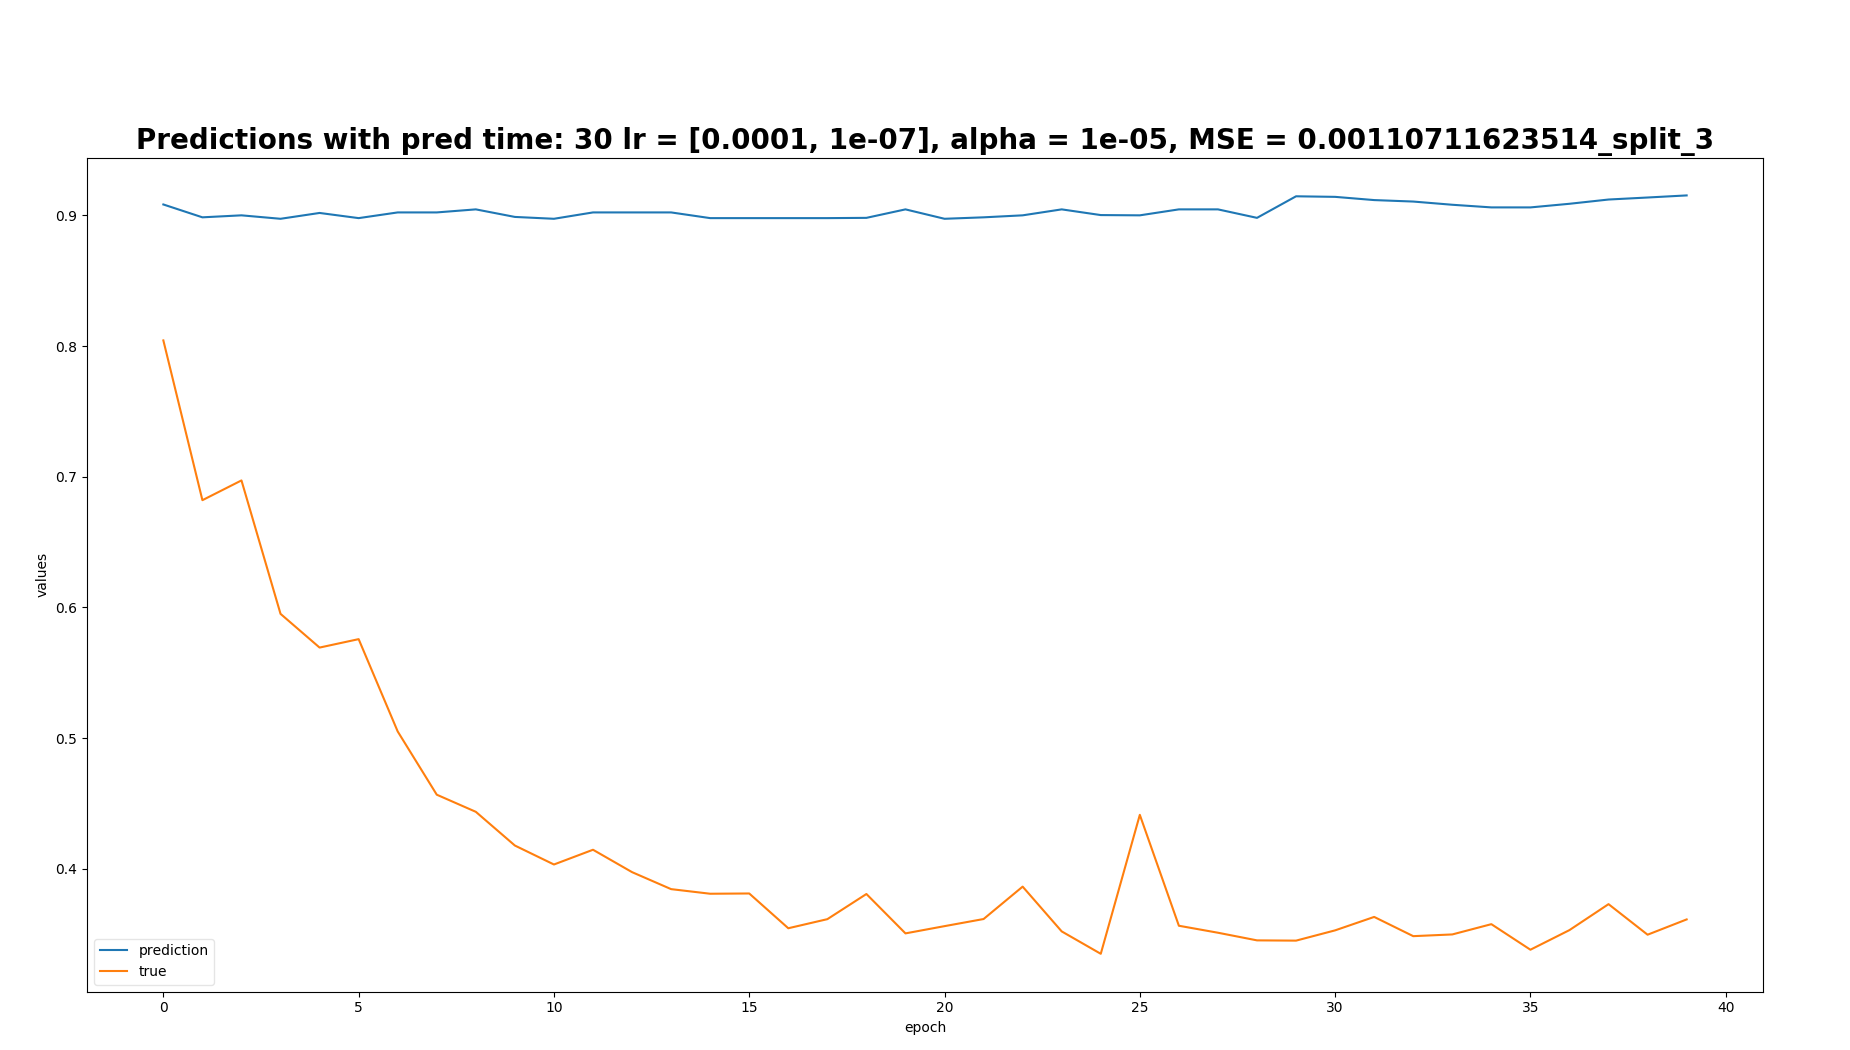 Predictions with pred time: 30 lr = [0.0001, 1e-07], alpha = 1e-05, MSE = 0.00110711623514_split_3
0.9
0.8
0.7
0.6
0.5
0.4
values
prediction
true
0 5 10 15 20 25 30 35 40
epoch